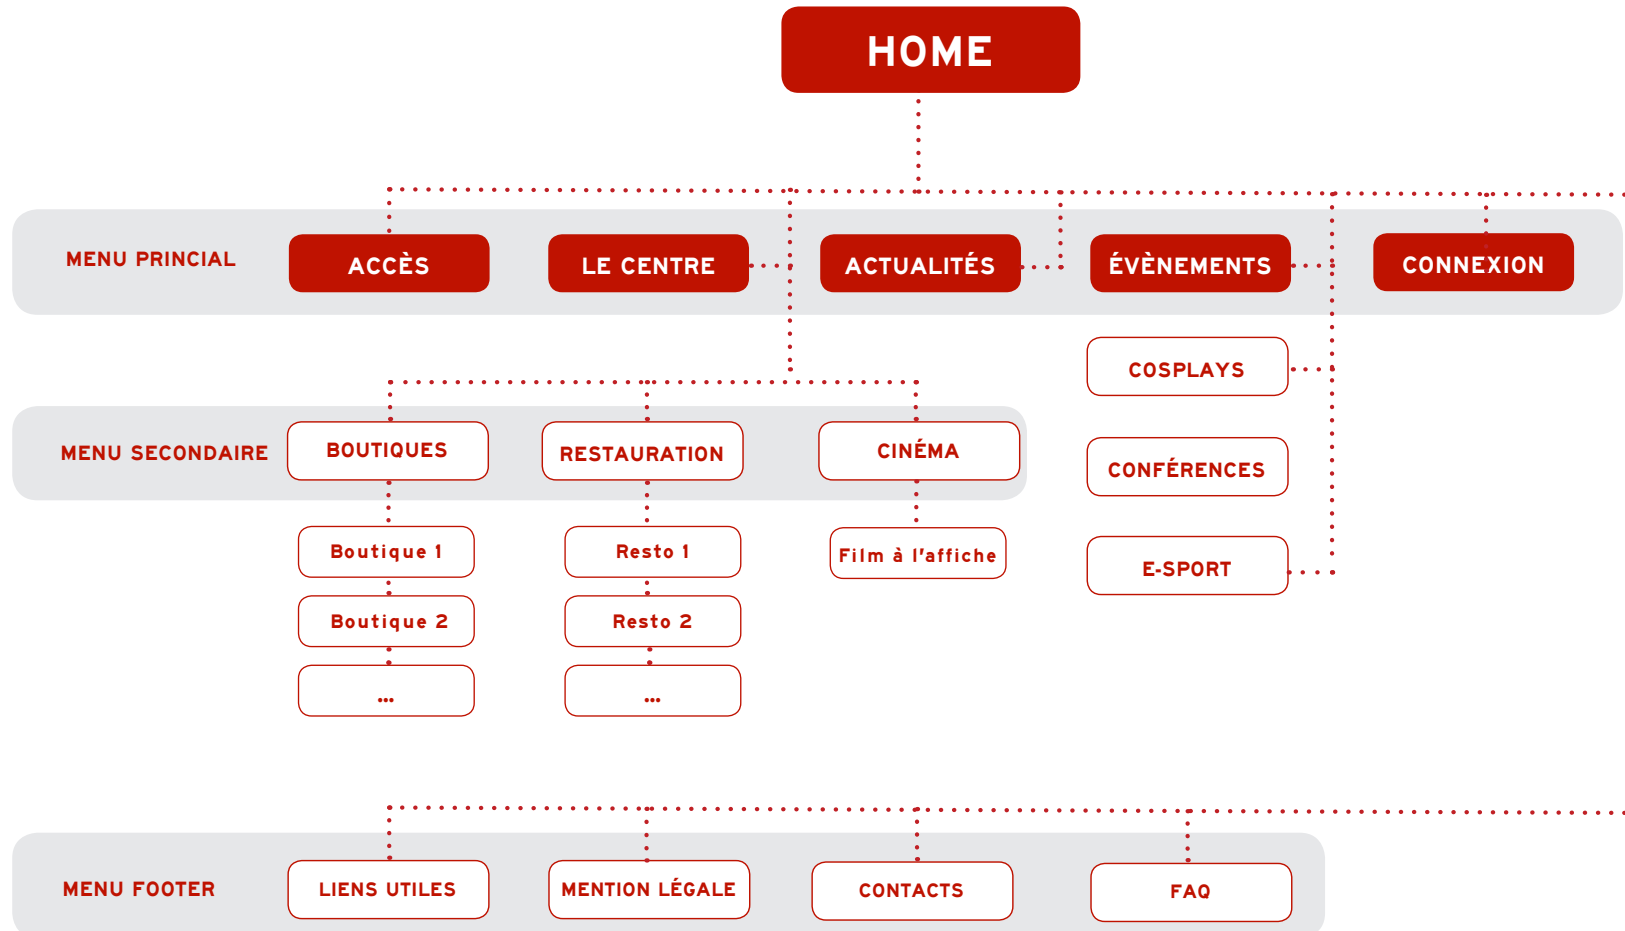 HOME
MENU PRINCIAL
ACCÈS
LE CENTRE
ACTUALITÉS
ÉVÈNEMENTS
CONNEXION
COSPLAYS
CONFÉRENCES
E-SPORT
MENU SECONDAIRE
BOUTIQUES
RESTAURATION
CINÉMA
Boutique 1
Resto 1
Film à l'affiche
Boutique 2
Resto 2
...
...
MENU FOOTER
LIENS UTILES
MENTION LÉGALE
CONTACTS
FAQ